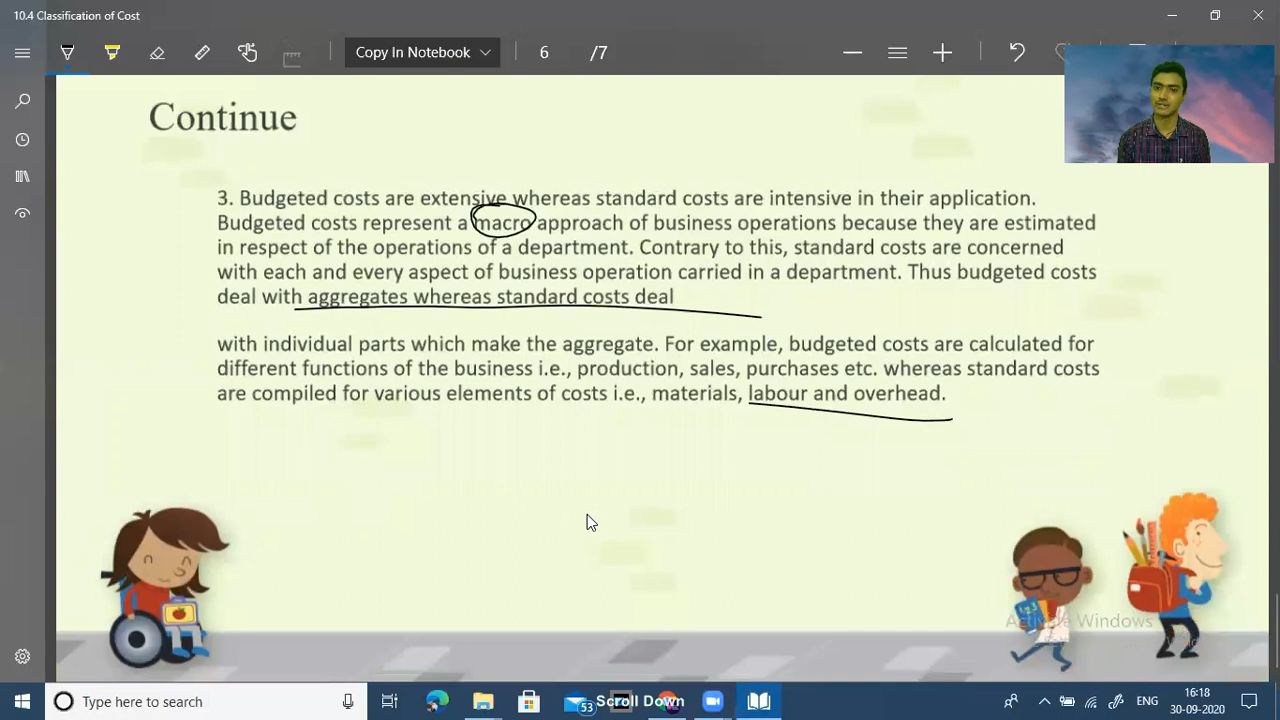 10.4 Classification of Cost
Copy In Notebook
6 /7
Continue
3. Budgeted costs are extensive whereas standard costs are intensive in their application.
Budgeted costs represent a macro approach of business operations because they are estimated
in respect of the operations of a department. Contrary to this, standard costs are concerned
with each and every aspect of business operation carried in a department. Thus budgeted costs
deal with aggregates whereas standard costs deal
with individual parts which make the aggregate. For example, budgeted costs are calculated for
different functions of the business i.e., production, sales, purchases etc. whereas standard costs
are compiled for various elements of costs i.e., materials, labour and overhead.
Activate Windows
Type here to search
53
Scroll Down
ENG
16:18
30-09-2020